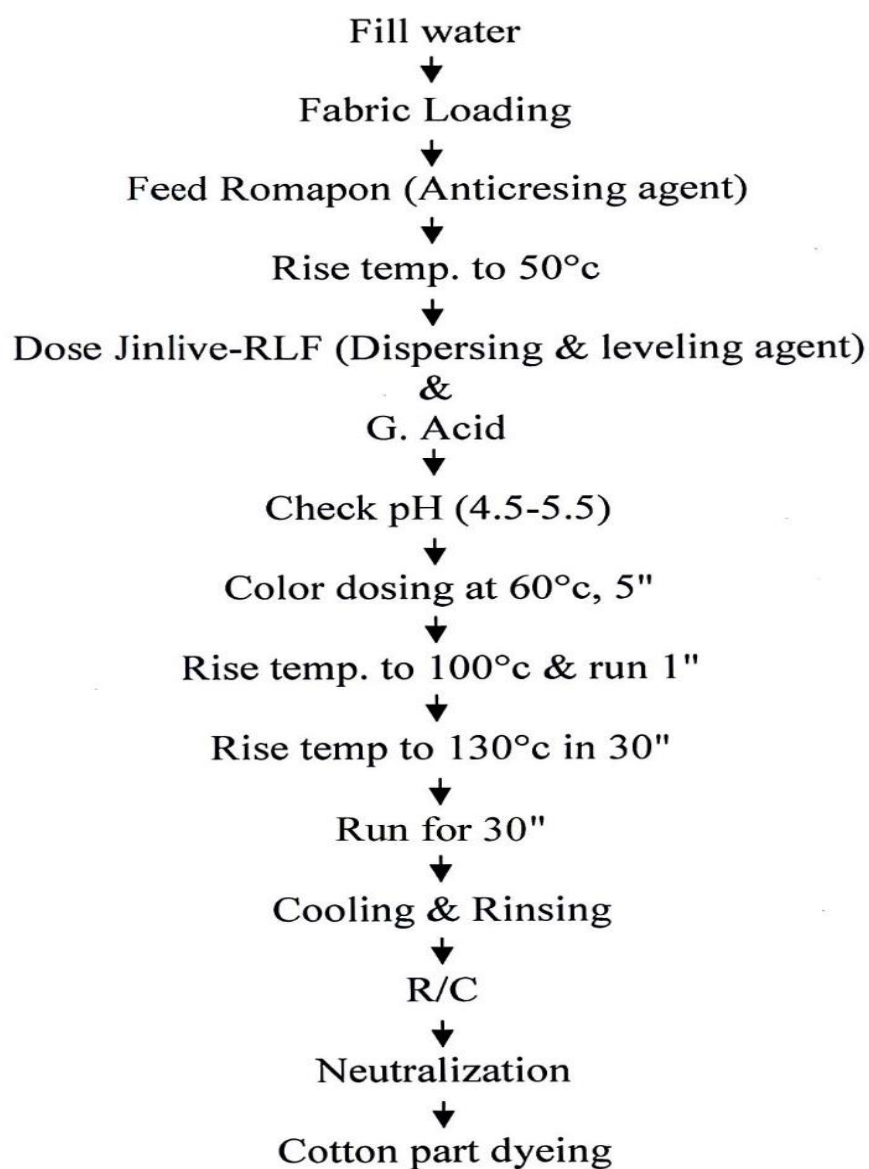 Fill water
Fabric Loading
Feed Romapon (Anticresing agent)
Rise temp. to 50°c
Dose Jinlive-RLF (Dispersing & leveling agent)
&
G. Acid
Check pH (4.5-5.5)
Color dosing at 60°c, 5"
Rise temp. to 100°c & run 1"
Rise temp to 130°c in 30"
Run for 30"
Cooling & Rinsing
R/C
Neutralization
Cotton part dyeing